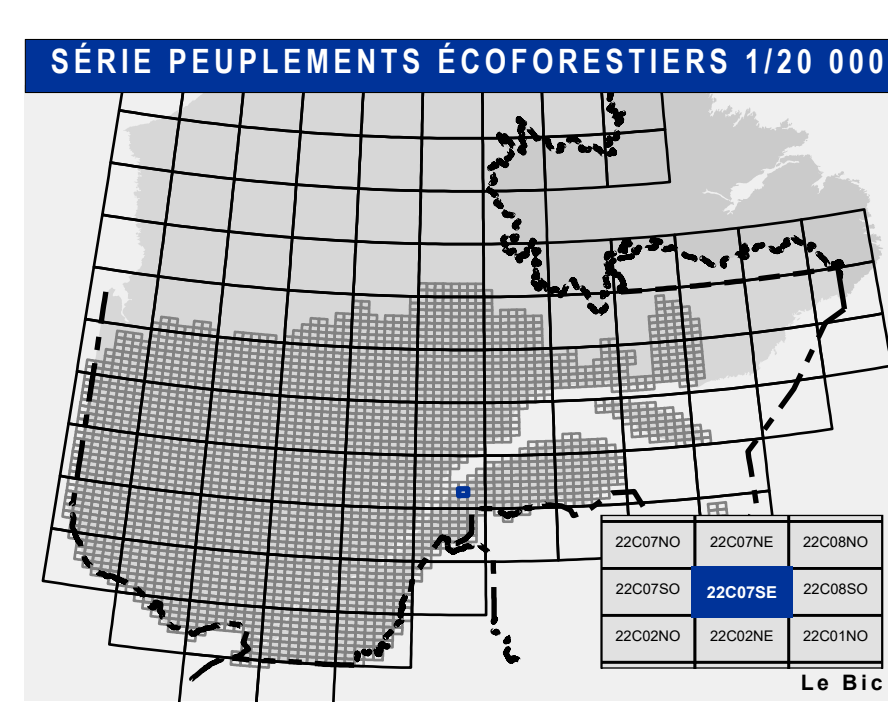 SÉRIE PEUPLEMENTS ÉCOFORESTIERS 1/20 000
22C07NO 22C07NE 22C08NO
22C07SO 22C07SE 22C08SO
22C02NO 22C02NE 22C01NO
Le Bic